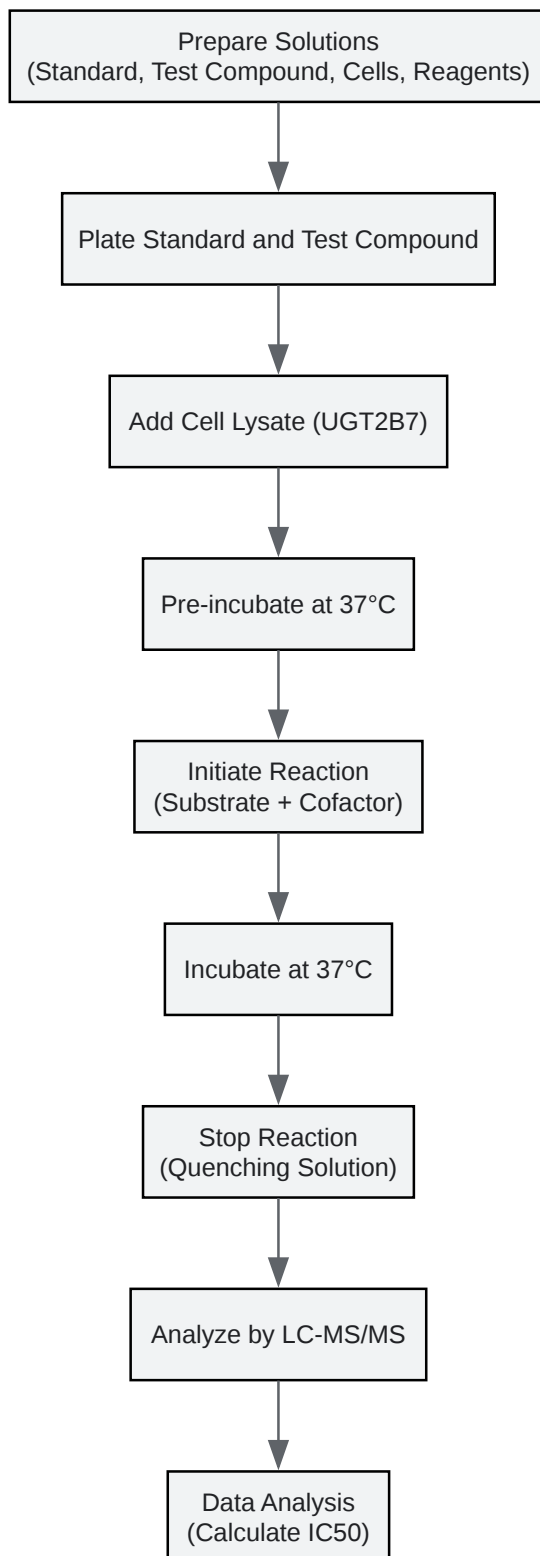 Prepare Solutions
(Standard, Test Compound, Cells, Reagents)
Plate Standard and Test Compound
Add Cell Lysate (UGT2B7)
Pre-incubate at 37°C
Initiate Reaction
(Substrate + Cofactor)
Incubate at 37°C
Stop Reaction
(Quenching Solution)
Analyze by LC-MS/MS
Data Analysis
(Calculate IC50)